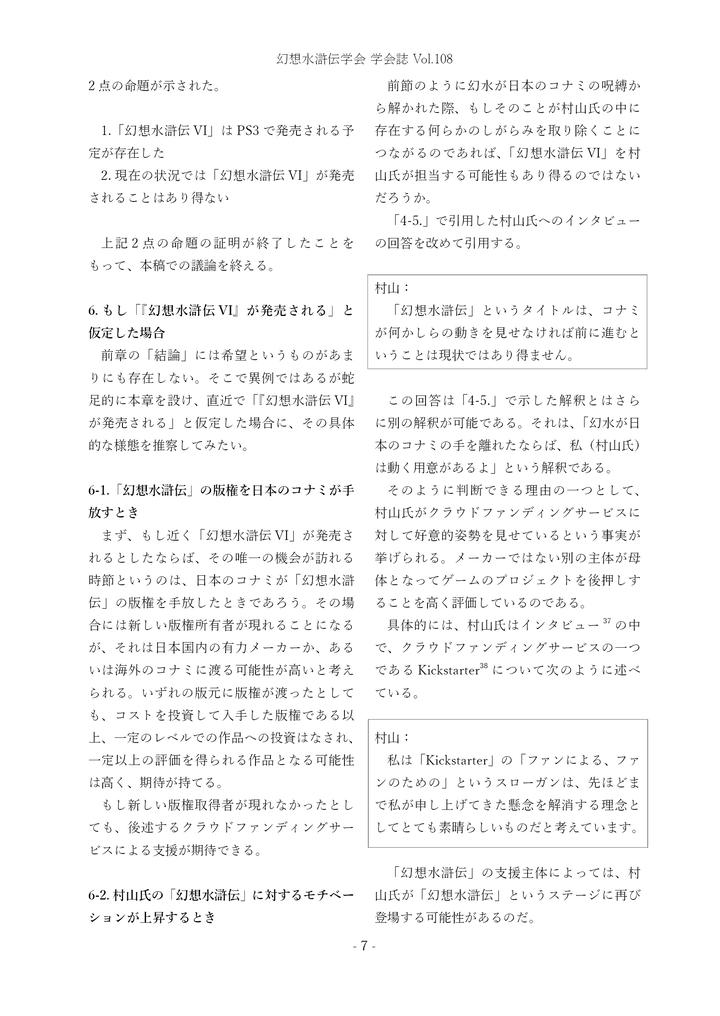 幻想水滸伝学会 学会誌 Vol.108
2 点の命題が示された。
1.「幻想水滸伝 VI」は PS3 で発売される予
定が存在した
2. 現在の状況では「幻想水滸伝 VI」が発売
されることはあり得ない
上記 2 点の命題の証明が終了したことを
もって、本稿での議論を終える。
6. もし「『幻想水滸伝 VI』が発売される」と
仮定した場合
前章の「結論」には希望というものがあま
りにも存在しない。そこで異例ではあるが蛇
足的に本章を設け、直近で「『幻想水滸伝 VI』
が発売される」と仮定した場合に、その具体
的な様態を推察してみたい。
6-1.「幻想水滸伝」の版権を日本のコナミが手
放すとき
まず、もし近く「幻想水滸伝 VI」が発売さ
れるとしたならば、その唯一の機会が訪れる
時節というのは、日本のコナミが「幻想水滸
伝」の版権を手放したときであろう。その場
合には新しい版権所有者が現れることになる
が、それは日本国内の有力メーカーか、ある
いは海外のコナミに渡る可能性が高いと考え
られる。いずれの版元に版権が渡ったとして
も、コストを投資して入手した版権である以
上、一定のレベルでの作品への投資はなされ、
一定以上の評価を得られる作品となる可能性
は高く、期待が持てる。
もし新しい版権取得者が現れなかったとし
ても、後述するクラウドファンディングサー
ビスによる支援が期待できる。
6-2. 村山氏の「幻想水滸伝」に対するモチベー
ションが上昇するとき
前節のように幻水が日本のコナミの呪縛か
ら解かれた際、もしそのことが村山氏の中に
存在する何らかのしがらみを取り除くことに
つながるのであれば、「幻想水滸伝 VI」を村
山氏が担当する可能性もあり得るのではない
だろうか。
「4-5.」で引用した村山氏へのインタビュー
の回答を改めて引用する。
村山：
「幻想水滸伝」というタイトルは、コナミ
が何かしらの動きを見せなければ前に進むと
いうことは現状ではあり得ません。
この回答は「4-5.」で示した解釈とはさら
に別の解釈が可能である。それは、「幻水が日
本のコナミの手を離れたならば、私（村山氏）
は動く用意があるよ」という解釈である。
そのように判断できる理由の一つとして、
村山氏がクラウドファンディングサービスに
対して好意的姿勢を見せているという事実が
挙げられる。メーカーではない別の主体が母
体となってゲームのプロジェクトを後押しす
ることを高く評価しているのである。
具体的には、村山氏はインタビュー 37 の中
で、クラウドファンディングサービスの一つ
である Kickstarter38 について次のように述べ
ている。
村山：
私は「Kickstarter」の「ファンによる、ファ
ンのための」というスローガンは、先ほどま
で私が申し上げてきた懸念を解消する理念と
してとても素晴らしいものだと考えています。
「幻想水滸伝」の支援主体によっては、村
山氏が「幻想水滸伝」というステージに再び
登場する可能性があるのだ。
- 7 -